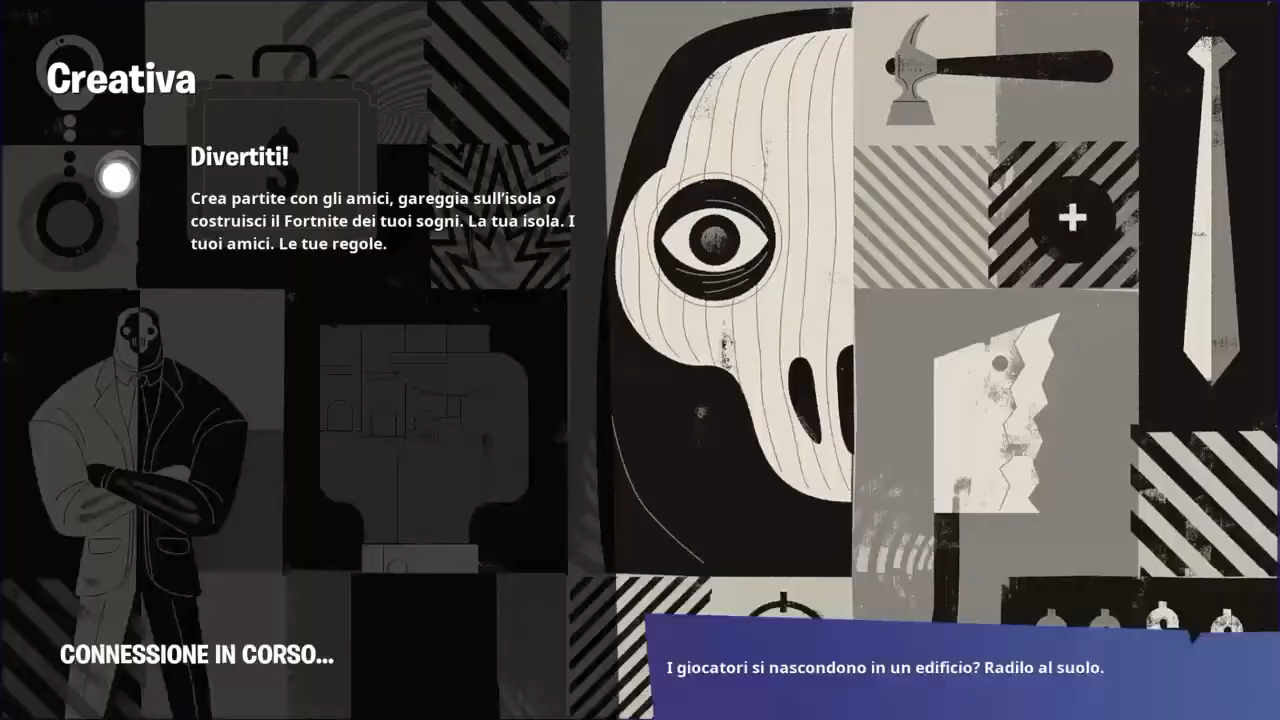 Creativa
Divertiti!
Crea partite con gli amici, gareggia sull'isola o
costruisci il Fortnite dei tuoi sogni. La tua isola. I
tuoi amici. Le tue regole.
CONNESSIONE IN CORSO...
I giocatori si nascondono in un edificio? Radilo al suolo.